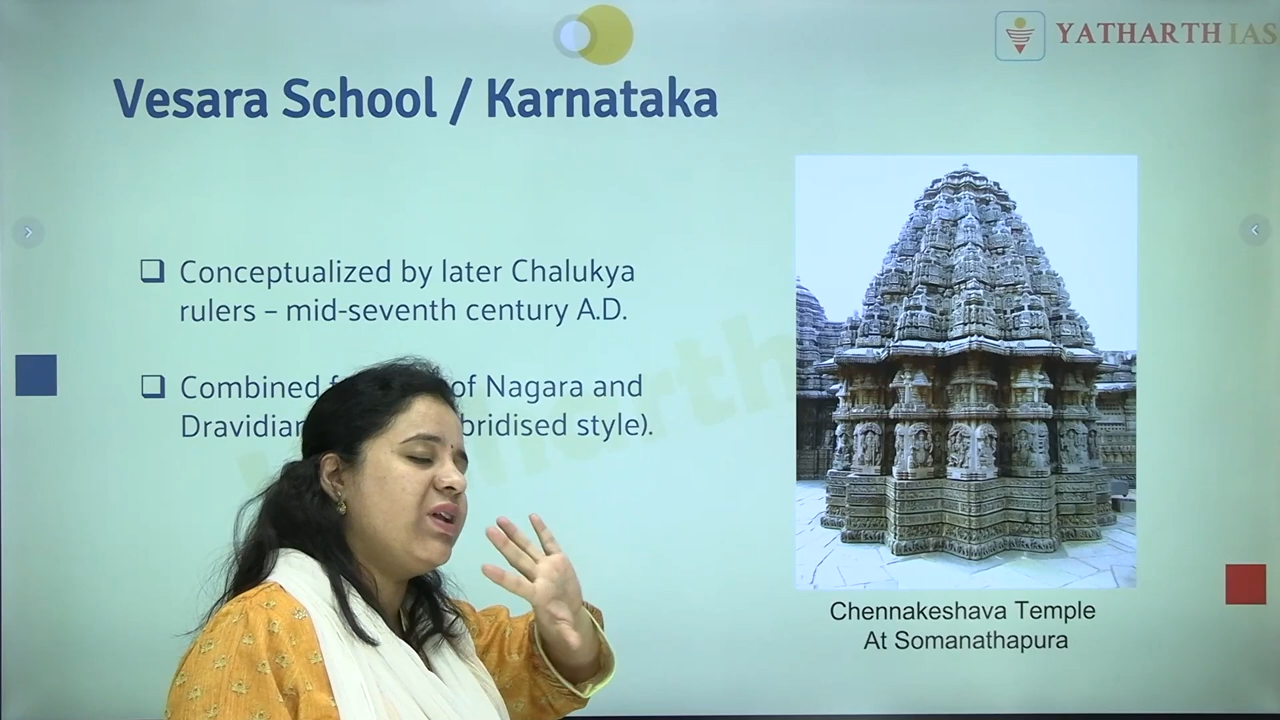 YATHARTH IAS
Vesara School / Karnataka
❑ Conceptualized by later Chalukya
rulers – mid-seventh century A.D.
❑ Combined of Nagara and
Dravidian bridised style).
Chennakeshava Temple
At Somanathapura